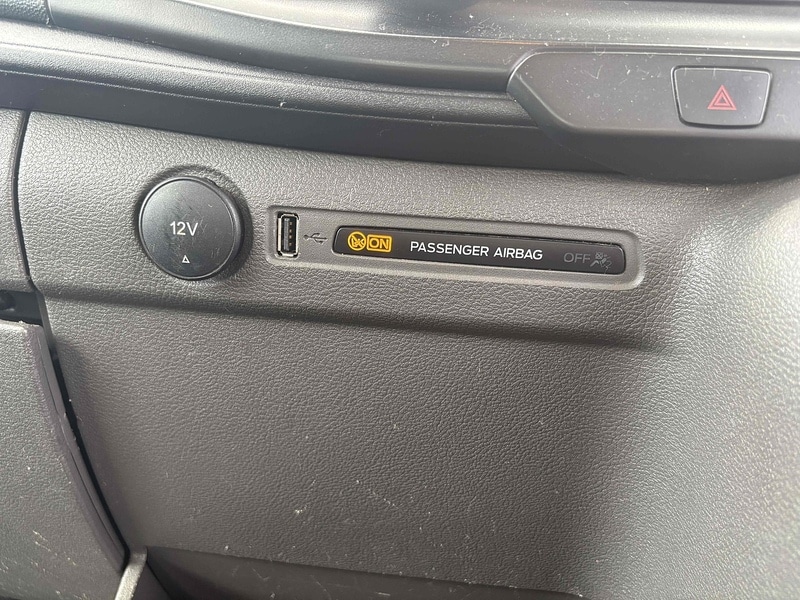 12V
ON PASSENGER AIRBAG OFF